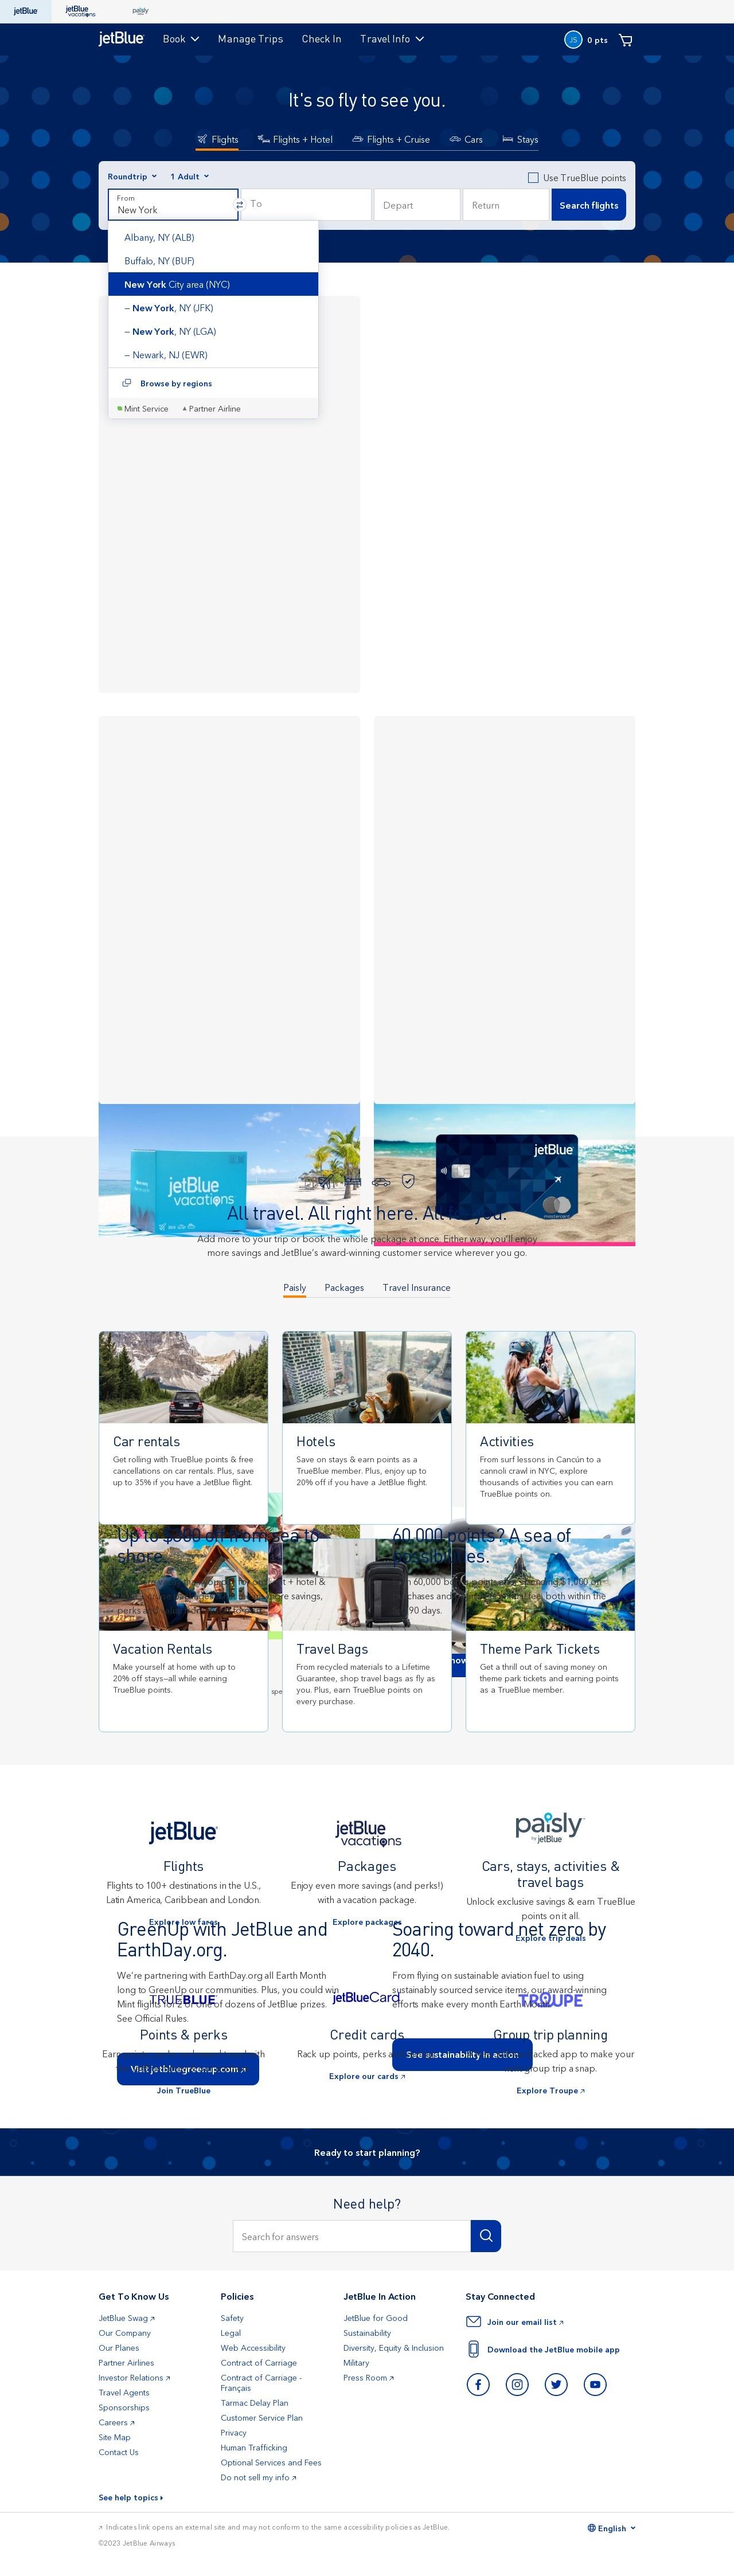 jetBlue
jetBlue vacations
paisly
jetBlue
Book
Manage Trips
Check In
Travel Info
JS
0 pts
It's so fly to see you.
Flights
Flights + Hotel
Flights + Cruise
Cars
Stays
Roundtrip
1 Adult
Use TrueBlue points
From
New York
To
Depart
Return
Search flights
Albany, NY (ALB)
Buffalo, NY (BUF)
New York City area (NYC)
– New York, NY (JFK)
– New York, NY (LGA)
– Newark, NJ (EWR)
Browse by regions
Mint Service
Partner Airline
jetBlue vacations
jetBlue
mastercard
All travel. All right here. All for you.
Add more to your trip or book the whole package at once. Either way, you'll enjoy
more savings and JetBlue's award-winning customer service wherever you go.
Paisly
Packages
Travel Insurance
Car rentals
Get rolling with TrueBlue points & free
cancellations on car rentals. Plus, save
up to 35% if you have a JetBlue flight.
Hotels
Save on stays & earn points as a
TrueBlue member. Plus, enjoy up to
20% off if you have a JetBlue flight.
Activities
From surf lessons in Cancún to a
cannoli crawl in NYC, explore
thousands of activities you can earn
TrueBlue points on.
Up to $500 off from sea to
shore.
60,000 points? A sea of
possibilities.
Vacation Rentals
Make yourself at home with up to
20% off stays—all while earning
TrueBlue points.
Travel Bags
From recycled materials to a Lifetime
Guarantee, shop travel bags as fly as
you. Plus, earn TrueBlue points on
every purchase.
Theme Park Tickets
Get a thrill out of saving money on
theme park tickets and earning points
as a TrueBlue member.
jetBlue
Flights
Flights to 100+ destinations in the U.S.,
Latin America, Caribbean and London.
Explore low fares
jetBlue vacations
Packages
Enjoy even more savings (and perks!)
with a vacation package.
Explore packages
paisly by jetBlue
Cars, stays, activities &
travel bags
Unlock exclusive savings & earn TrueBlue
points on it all.
Explore trip deals
GreenUp with JetBlue and
EarthDay.org.
We're partnering with EarthDay.org all Earth Month
long to GreenUp our communities. Plus, you could win
Mint flights for 2 or one of dozens of JetBlue prizes.
See Official Rules.
Visit jetbluegreenup.com
Soaring toward net zero by
2040.
From flying on sustainable aviation fuel to using
sustainably sourced service items, our award-winning
efforts make every month Earth Month.
See sustainability in action
TRUEBLUE
Points & perks
Join TrueBlue
jetBlueCard
Credit cards
Rack up points, perks
Explore our cards
TROUPE
Group trip planning
packed app to make your
group trip a snap.
Explore Troupe
Ready to start planning?
Need help?
Search for answers
Get To Know Us
JetBlue Swag
Our Company
Our Planes
Partner Airlines
Investor Relations
Travel Agents
Sponsorships
Careers
Site Map
Contact Us
Policies
Safety
Legal
Web Accessibility
Contract of Carriage
Contract of Carriage -
Français
Tarmac Delay Plan
Customer Service Plan
Privacy
Human Trafficking
Optional Services and Fees
Do not sell my info
JetBlue In Action
JetBlue for Good
Sustainability
Diversity, Equity & Inclusion
Military
Press Room
Stay Connected
Join our email list
Download the JetBlue mobile app
See help topics
Indicates link opens an external site and may not conform to the same accessibility policies as JetBlue.
English
©2023 JetBlue Airways